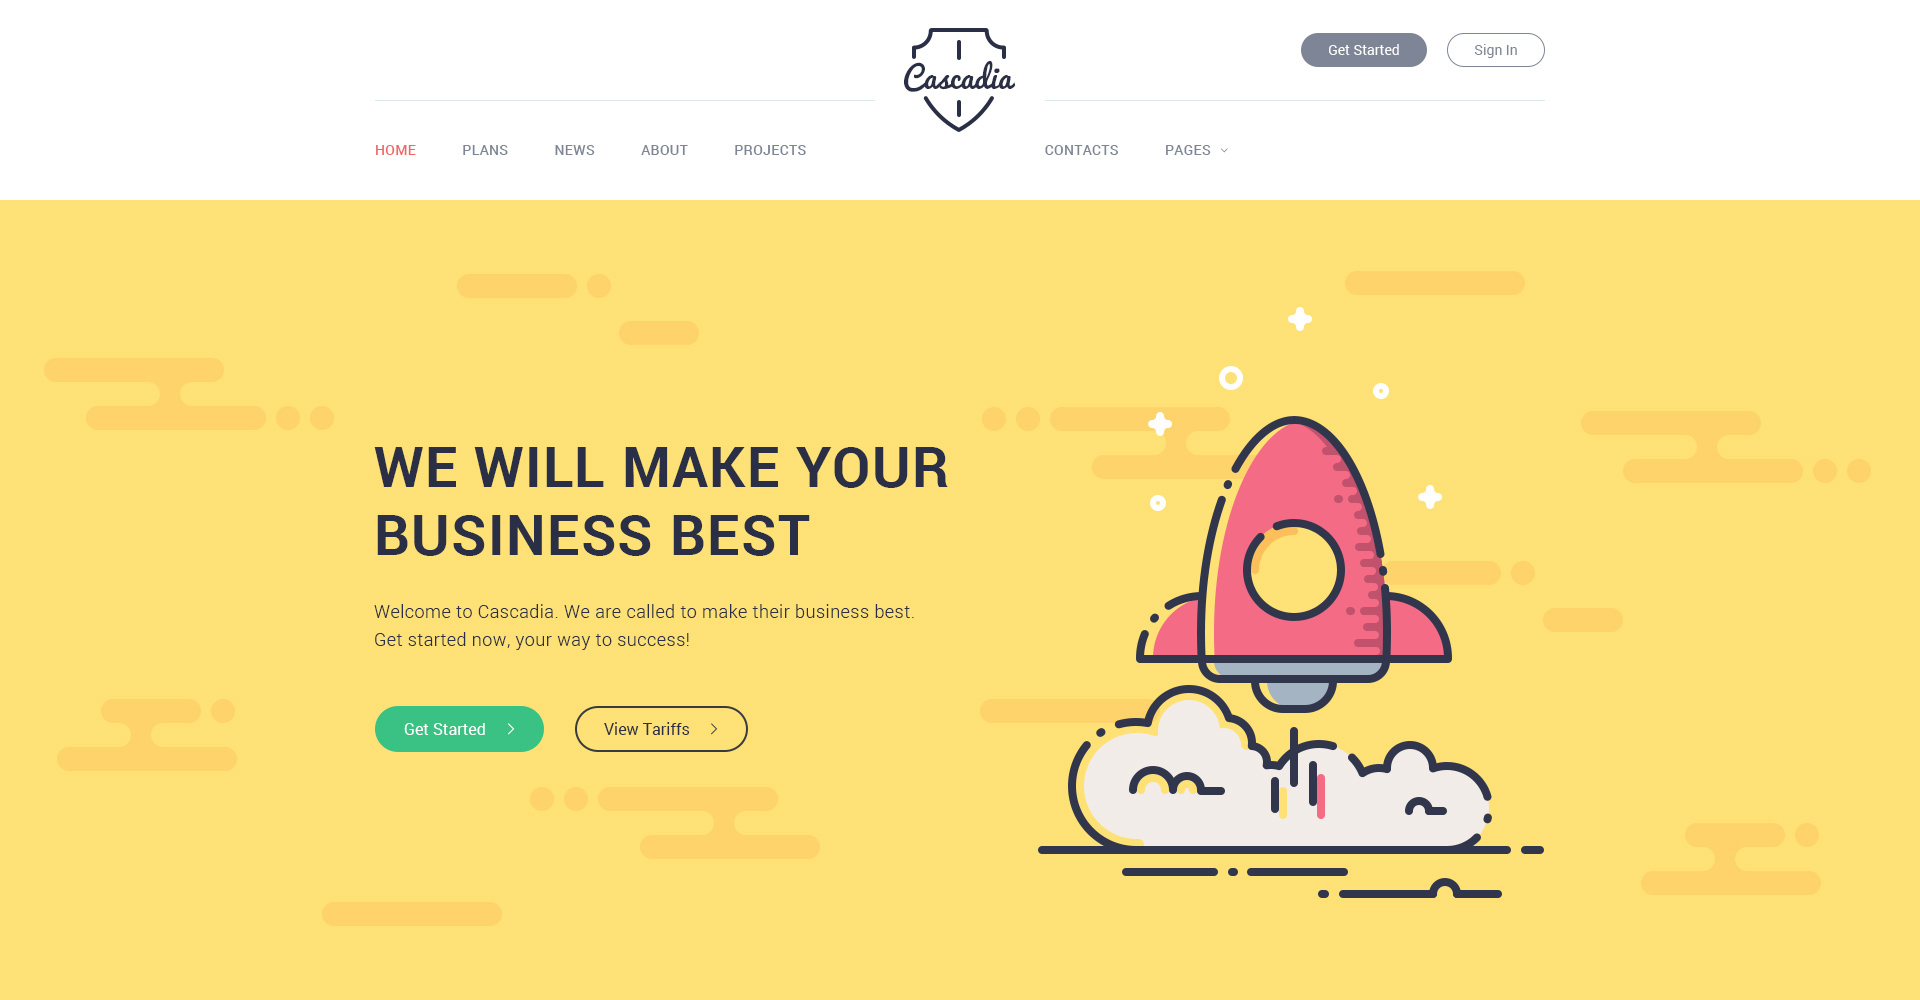 Cascadia
Get Started
Sign In
HOME
PLANS
NEWS
ABOUT
PROJECTS
CONTACTS
PAGES
WE WILL MAKE YOUR
BUSINESS BEST
Welcome to Cascadia. We are called to make their business best.
Get started now, your way to success!
Get Started
View Tariffs